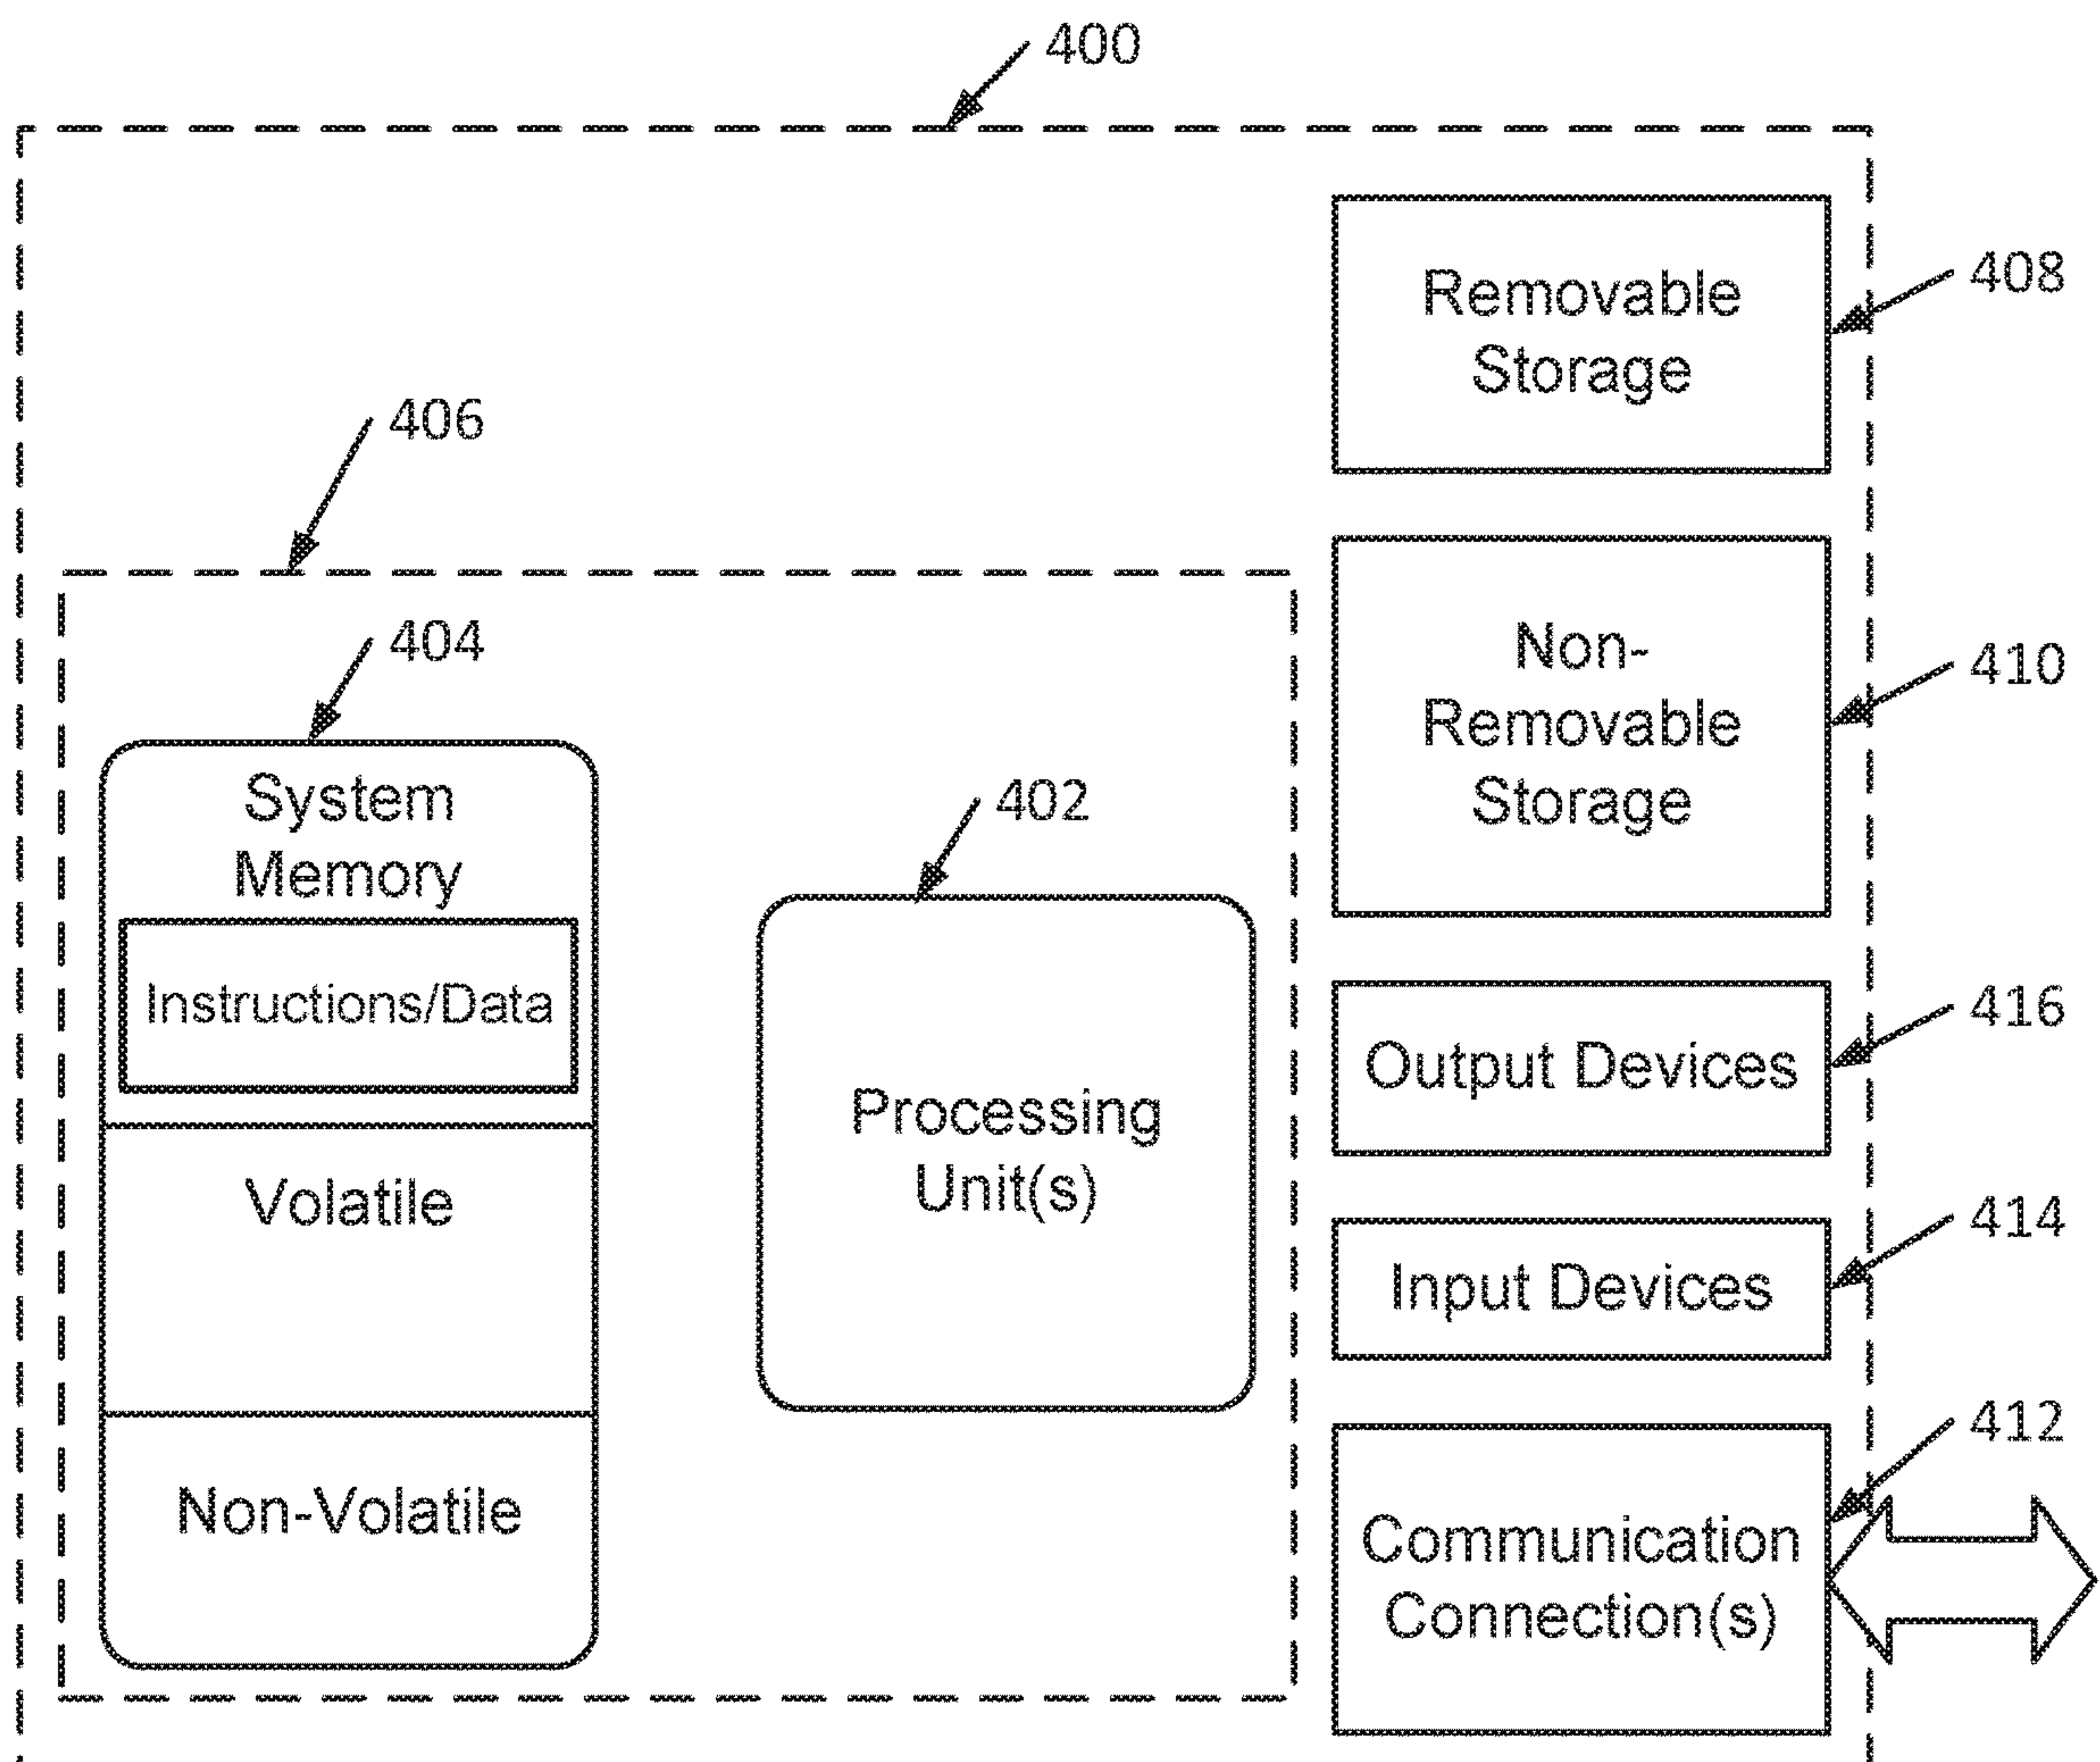 400
Removable
Storage
408
406
Non-
Removable
Storage
410
404
System
Memory
Instructions/Data
Volatile
Non-Volatile
402
Processing
Unit(s)
Output Devices
416
Input Devices
414
412
Communication
Connection(s)